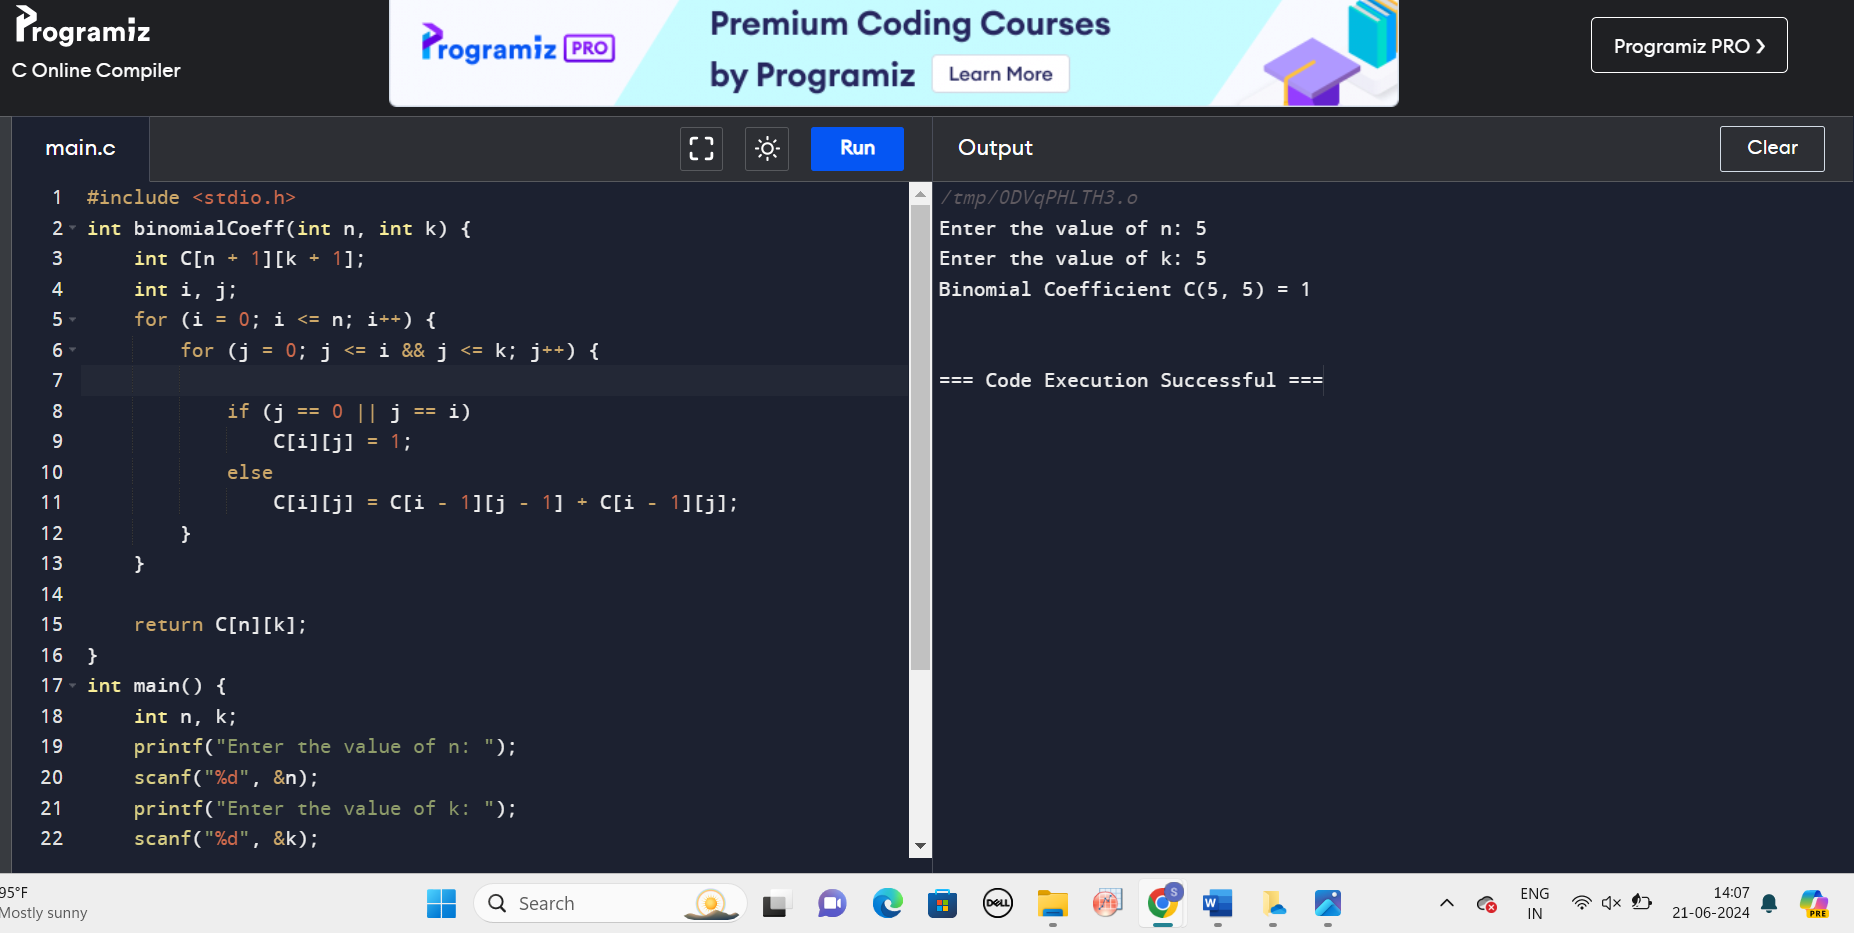 Programiz
C Online Compiler
Programiz PRO
Premium Coding Courses
by Programiz Learn More
Programiz PRO ❯
main.c
Run
Output
Clear
1 #include <stdio.h>
2 int binomialCoeff(int n, int k) {
3 int C[n + 1][k + 1];
4 int i, j;
5 for (i = 0; i <= n; i++) {
6 for (j = 0; j <= i && j <= k; j++) {
7
8 if (j == 0 || j == i)
9 C[i][j] = 1;
10 else
11 C[i][j] = C[i - 1][j - 1] + C[i - 1][j];
12 }
13 }
14
15 return C[n][k];
16 }
17 int main() {
18 int n, k;
19 printf("Enter the value of n: ");
20 scanf("%d", &n);
21 printf("Enter the value of k: ");
22 scanf("%d", &k);
/tmp/ODVqPHLTH3.o
Enter the value of n: 5
Enter the value of k: 5
Binomial Coefficient C(5, 5) = 1
=== Code Execution Successful ===
95°F
Mostly sunny
Search
DELL
S
W
ENG
IN
14:07
21-06-2024
PRE